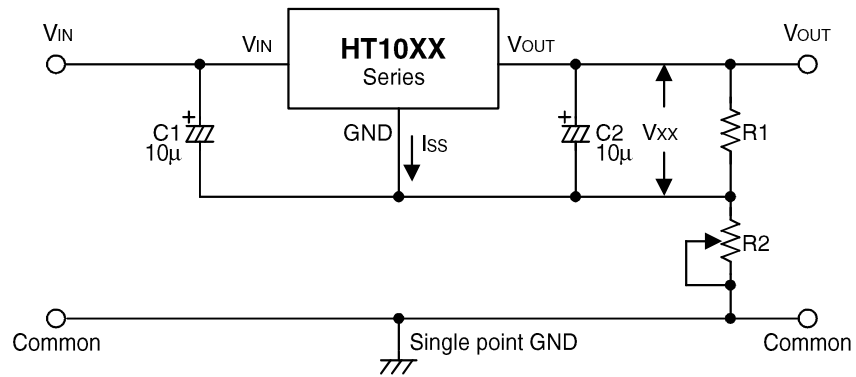 VIN
VIN
HT10XX
Series
VOUT
VOUT
C1
10μ
GND
ISS
C2
10μ
VXX
R1
R2
Common
Single point GND
Common